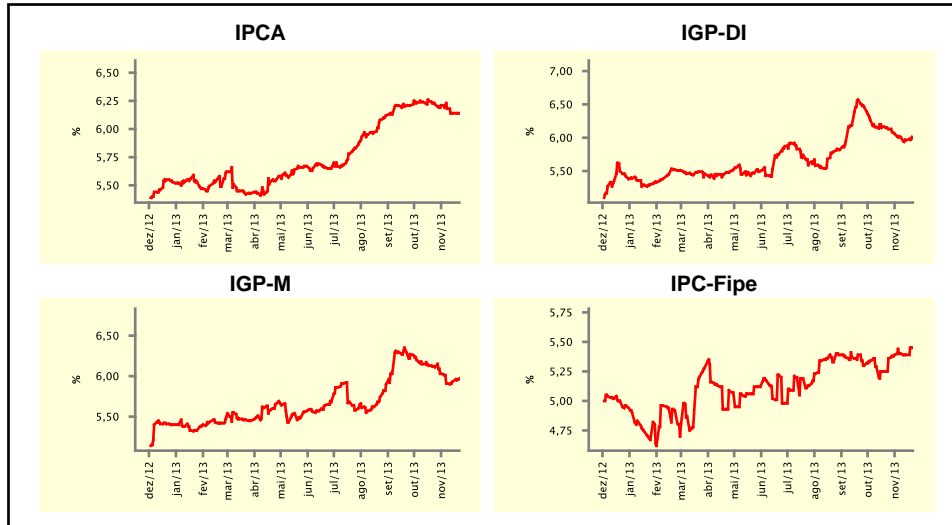 IPCA
%
6,50
6,25
6,00
5,75
5,50
dez/12
jan/13
fev/13
mar/13
abr/13
mai/13
jun/13
jul/13
ago/13
set/13
out/13
nov/13
IGP-DI
%
7,00
6,50
6,00
5,50
dez/12
jan/13
fev/13
mar/13
abr/13
mai/13
jun/13
jul/13
ago/13
set/13
out/13
nov/13
IGP-M
%
6,50
6,00
5,50
dez/12
jan/13
fev/13
mar/13
abr/13
mai/13
jun/13
jul/13
ago/13
set/13
out/13
nov/13
IPC-Fipe
%
5,75
5,50
5,25
5,00
4,75
dez/12
jan/13
fev/13
mar/13
abr/13
mai/13
jun/13
jul/13
ago/13
set/13
out/13
nov/13